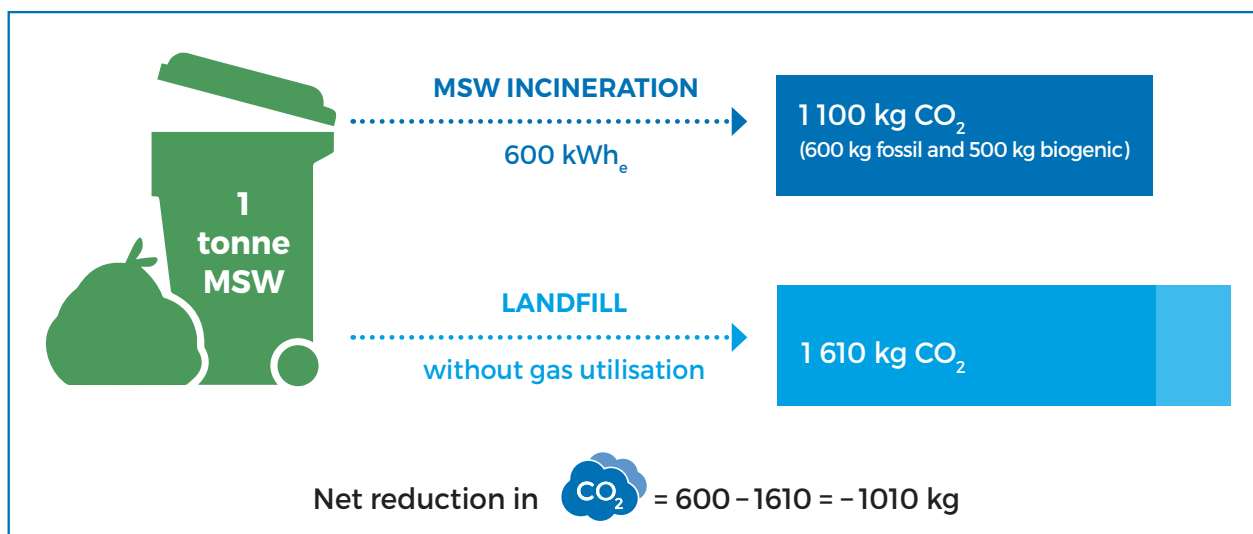 MSW INCINERATION
600 kWhₑ
1 100 kg CO₂
(600 kg fossil and 500 kg biogenic)
1
tonne
MSW
LANDFILL
without gas utilisation
1 610 kg CO₂
Net reduction in CO₂ = 600 – 1610 = – 1010 kg